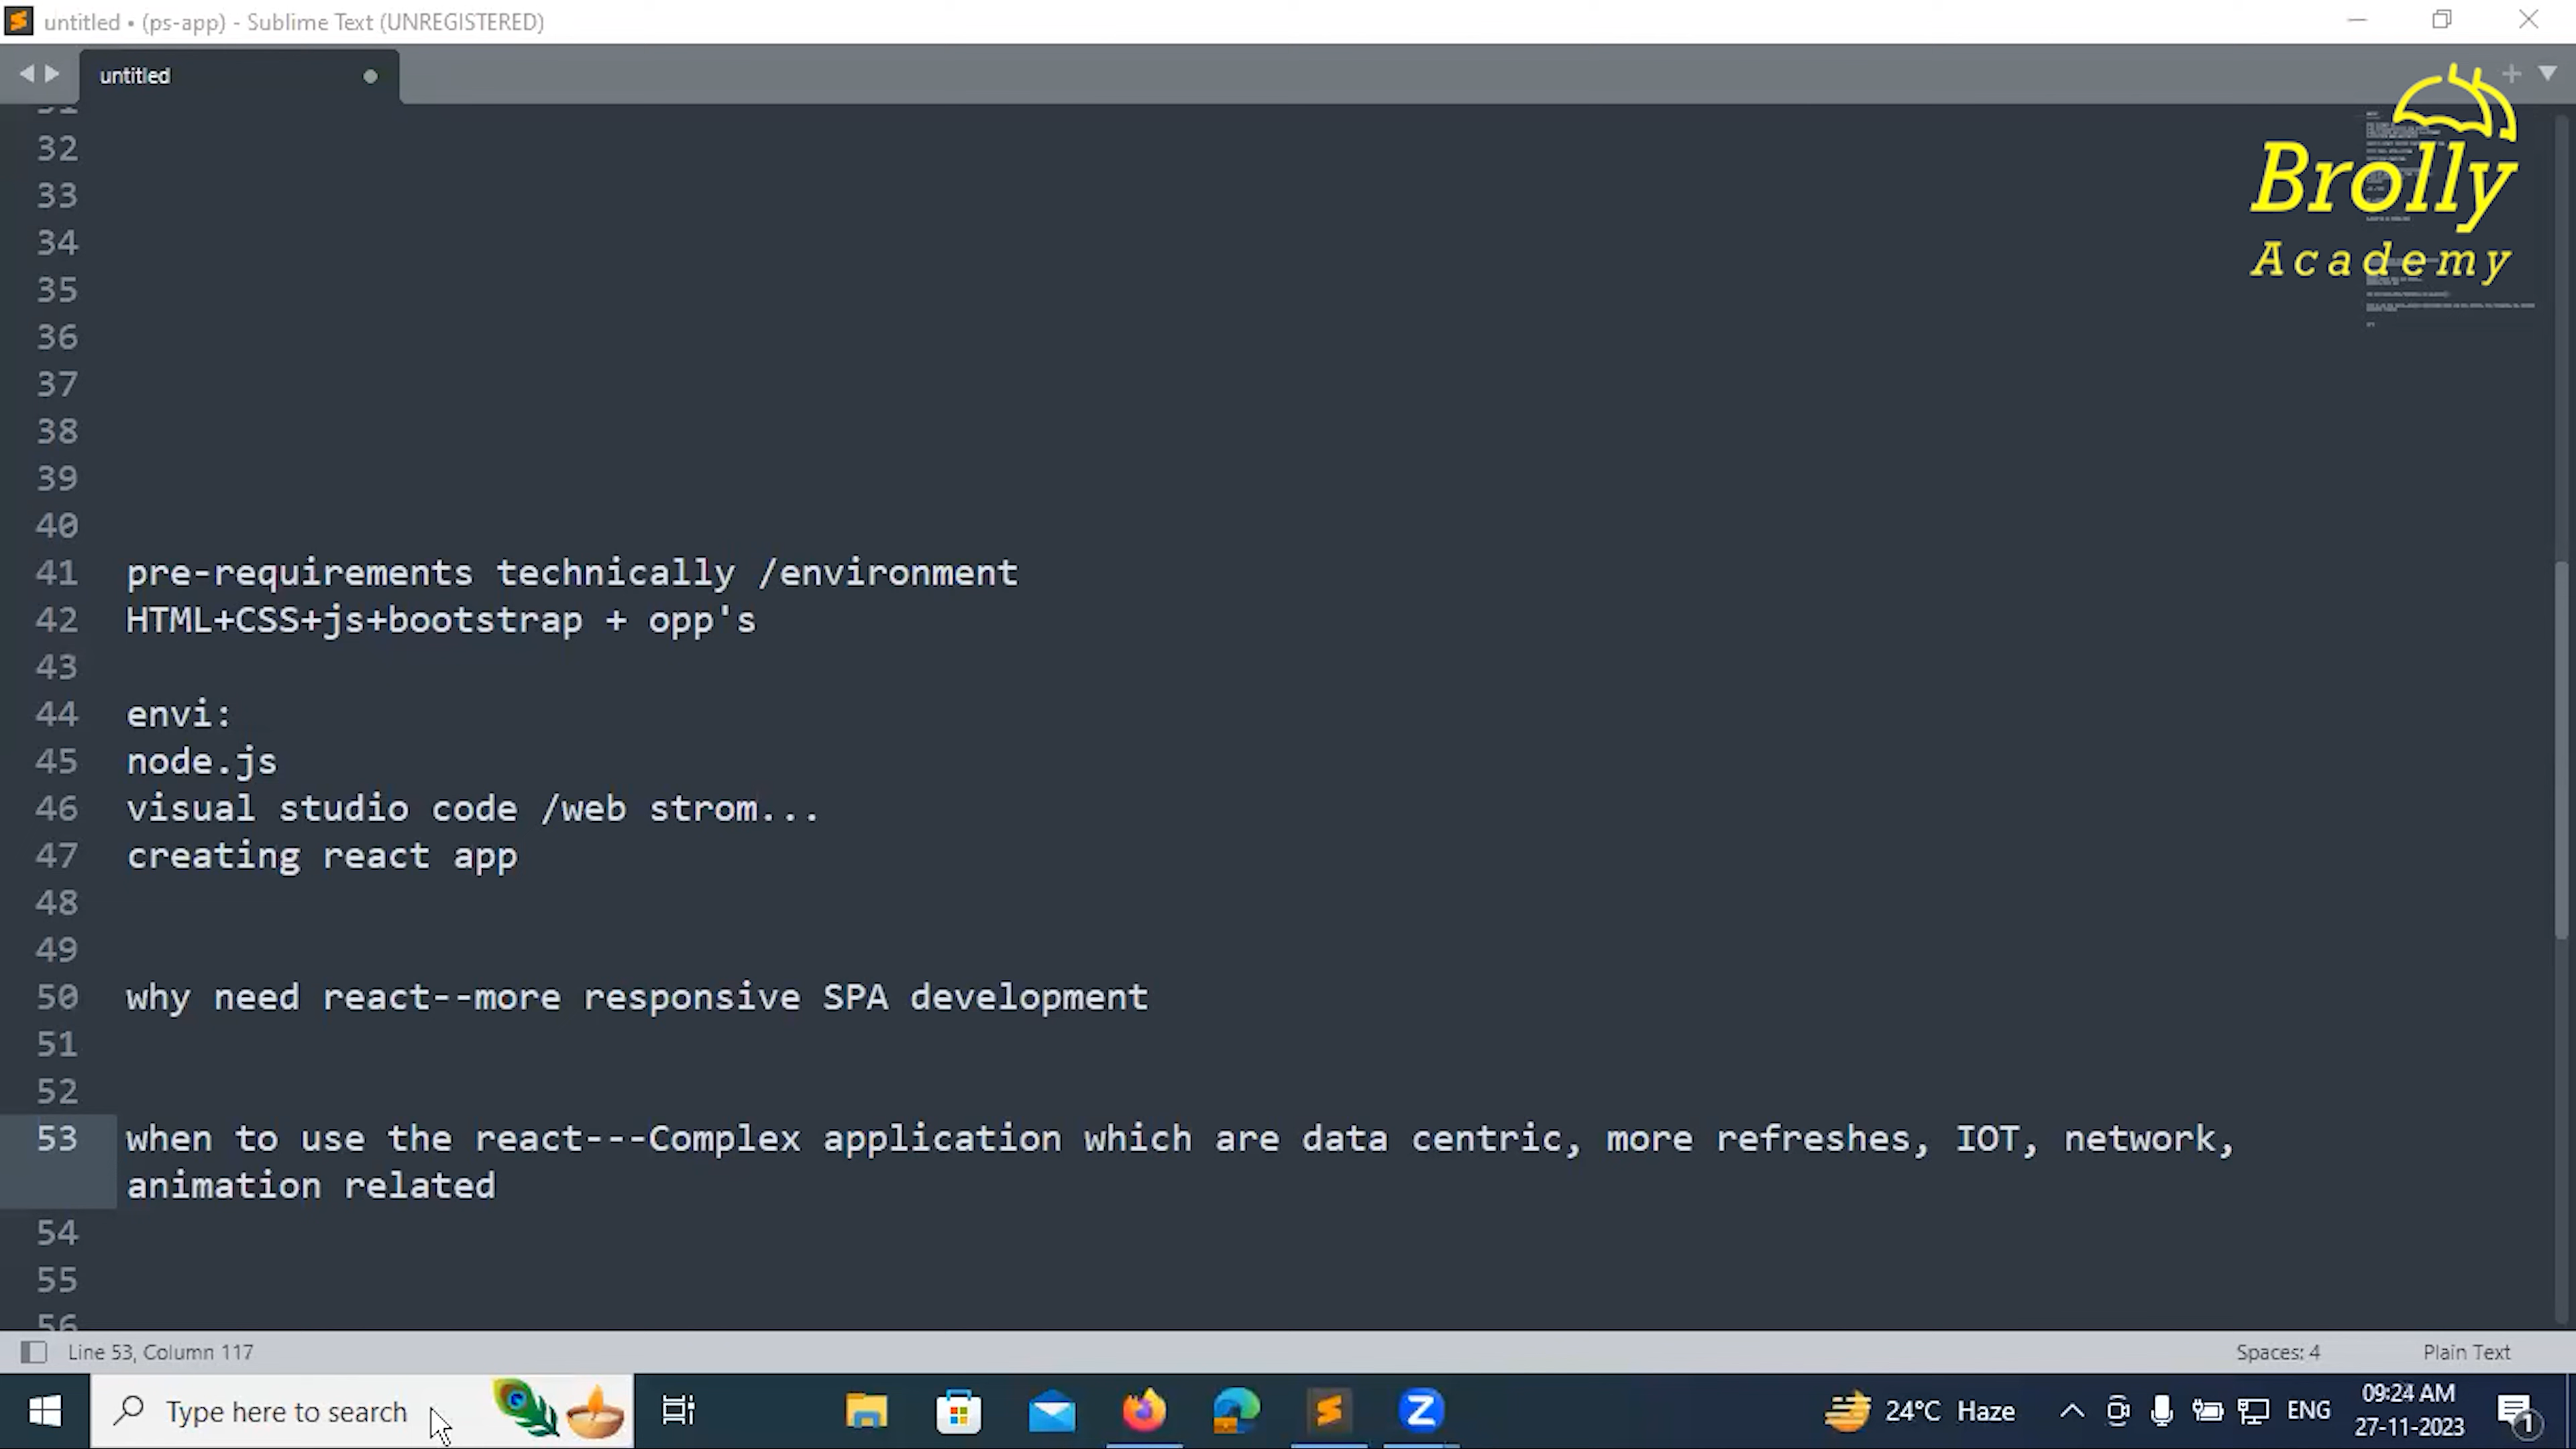 untitled • (ps-app) - Sublime Text (UNREGISTERED)
untitled
Brolly
Academy
31
32
33
34
35
36
37
38
39
40
41 pre-requirements technically /environment
42 HTML+CSS+js+bootstrap + opp's
43
44 envi:
45 node.js
46 visual studio code /web strom...
47 creating react app
48
49
50 why need react--more responsive SPA development
51
52
53 when to use the react---Complex application which are data centric, more refreshes, IOT, network,
animation related
54
55
56
Line 53, Column 117 Spaces: 4 Plain Text
Type here to search 24°C Haze ENG 09:24 AM
27-11-2023 1